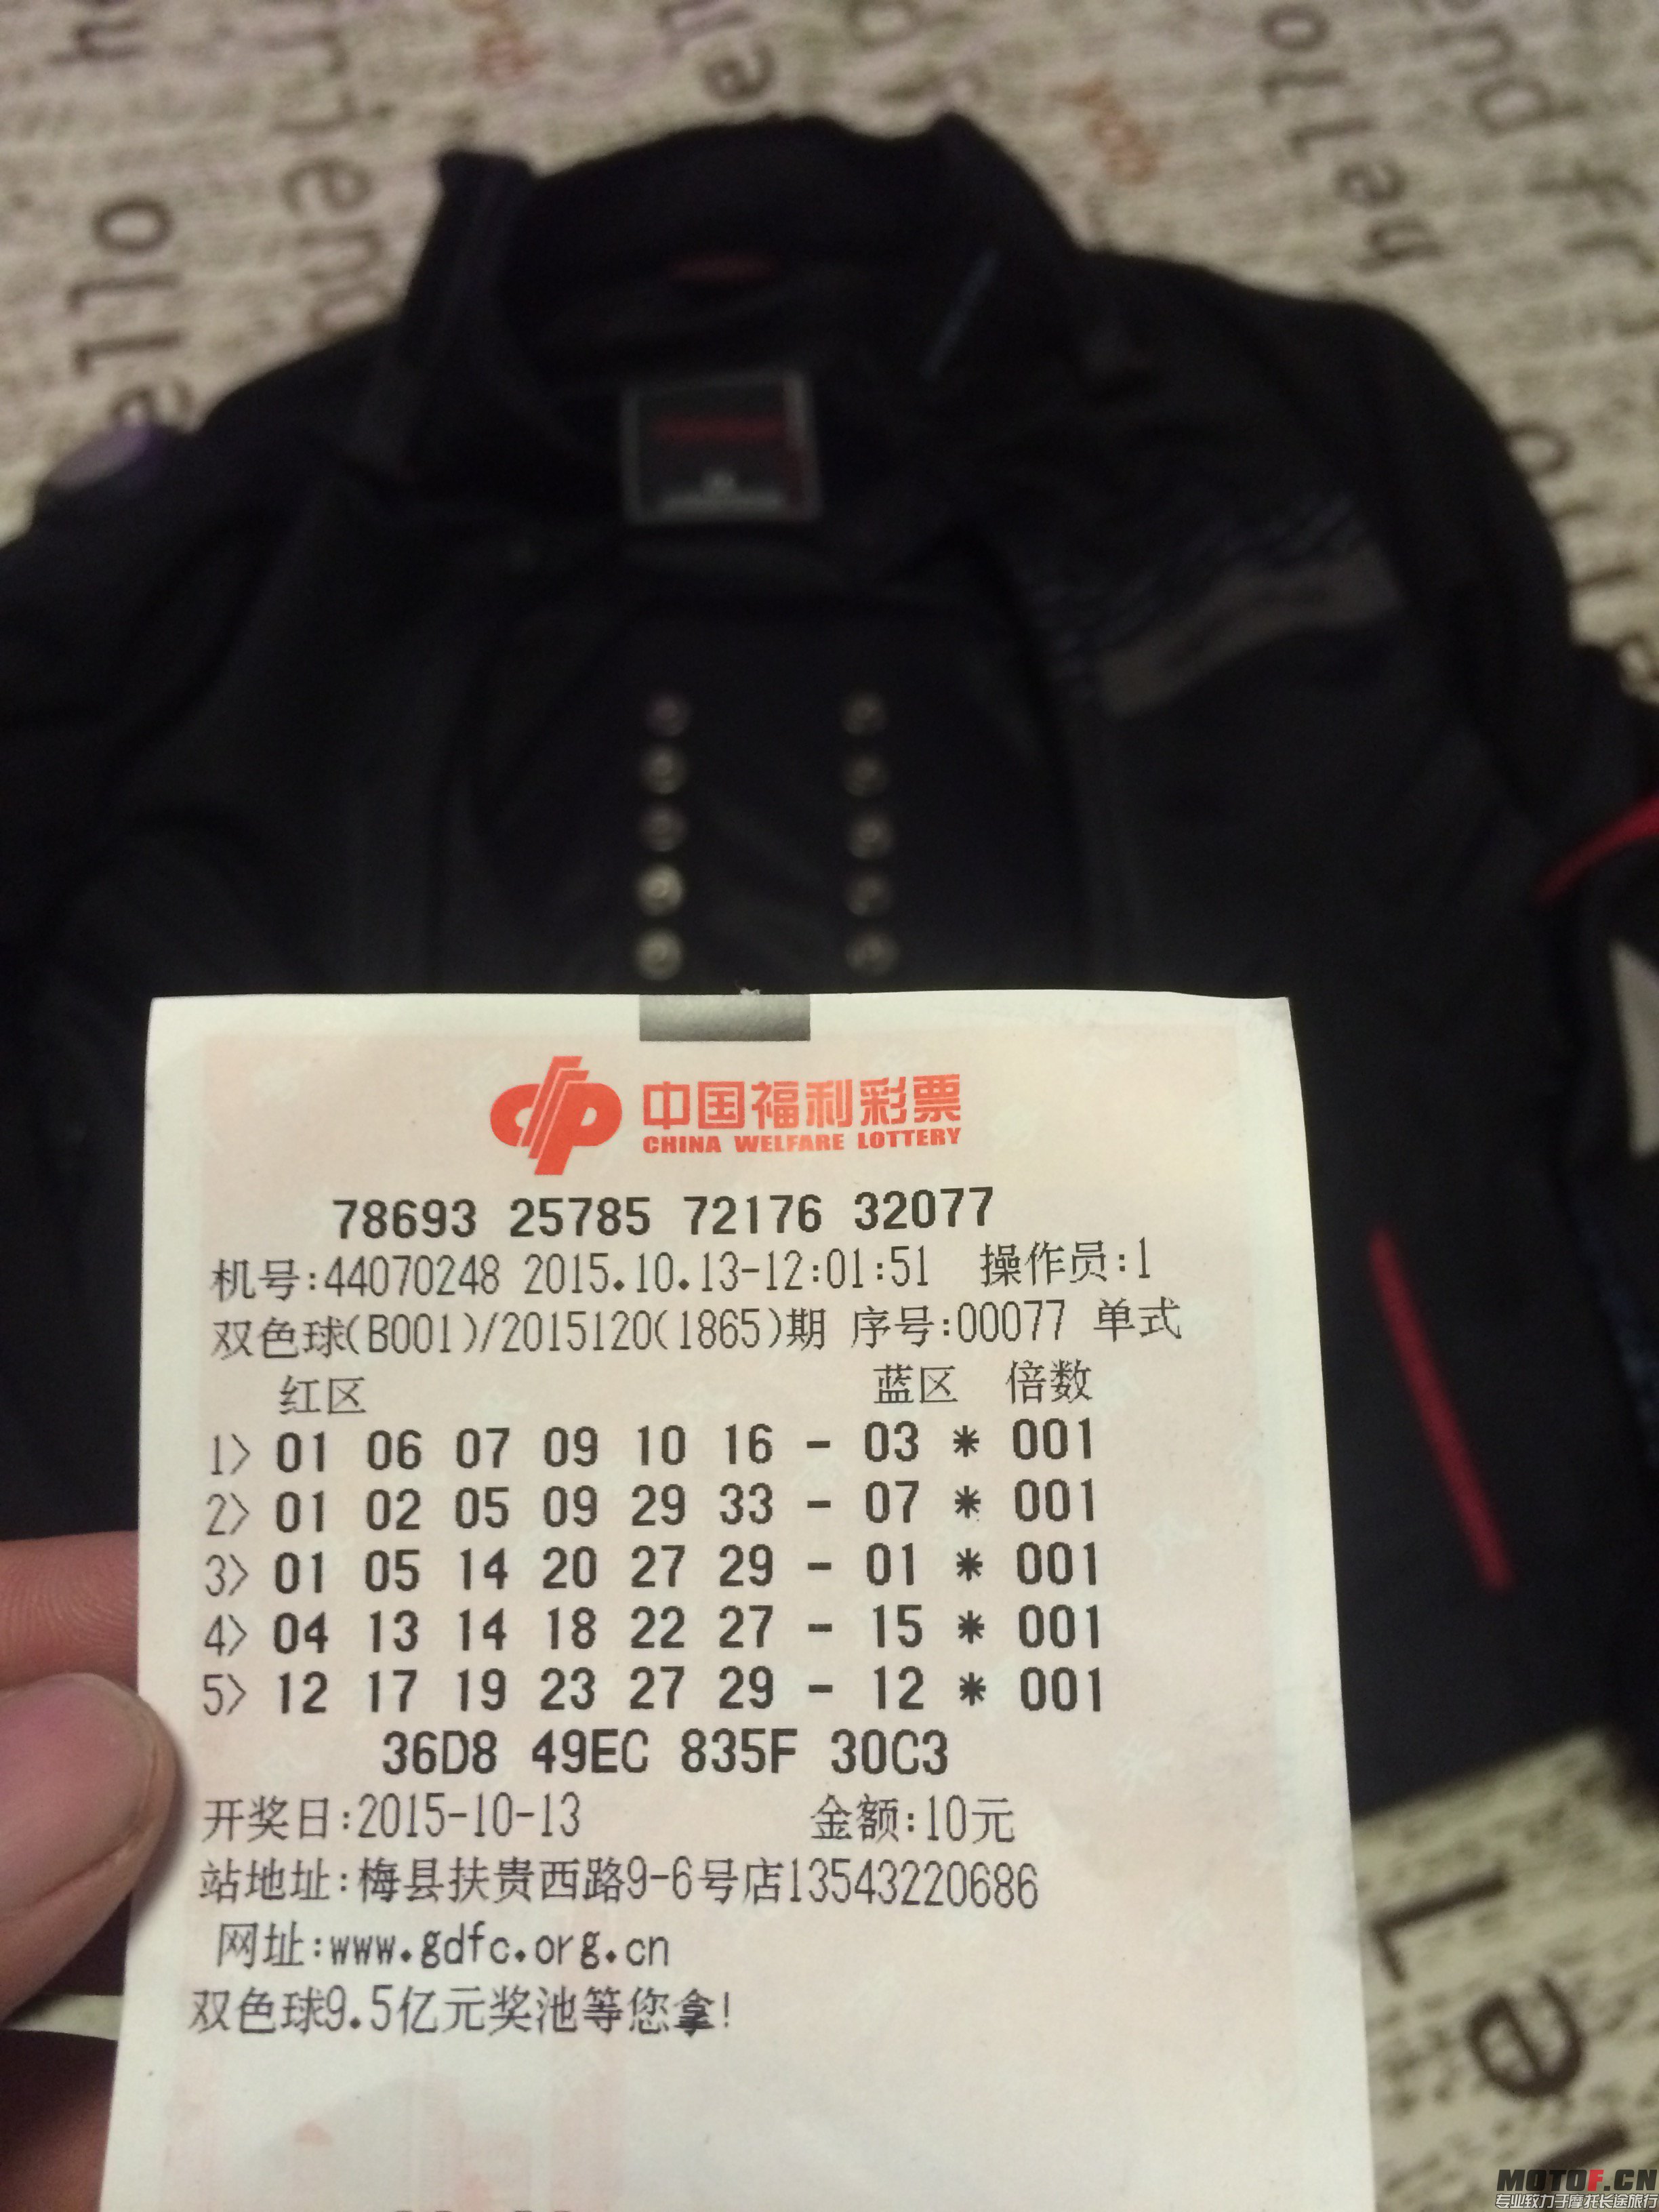 hello
friend
you
hello
end fr
hello
中国福利彩票
CHINA WELFARE LOTTERY
78693 25785 72176 32077
机号:44070248 2015.10.13-12:01:51 操作员:1
双色球(B001)/2015120(1865)期 序号:00077 单式
红区 蓝区 倍数
1> 01 06 07 09 10 16 - 03 * 001
2> 01 02 05 09 29 33 - 07 * 001
3> 01 05 14 20 27 29 - 01 * 001
4> 04 13 14 18 22 27 - 15 * 001
5> 12 17 19 23 27 29 - 12 * 001
36D8 49EC 835F 30C3
开奖日:2015-10-13 金额:10元
站地址:梅县扶贵西路9-6号店13543220686
网址:www.gdfc.org.cn
双色球9.5亿元奖池等您拿!
MOTOF.CN
专业致力于摩托长途旅行